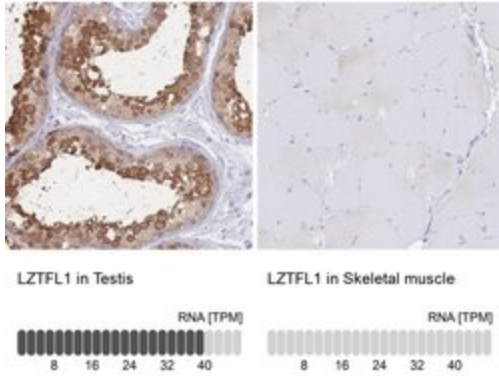 LZTFL1 in Testis
RNA [TPM]
8 16 24 32 40
LZTFL1 in Skeletal muscle
RNA [TPM]
8 16 24 32 40